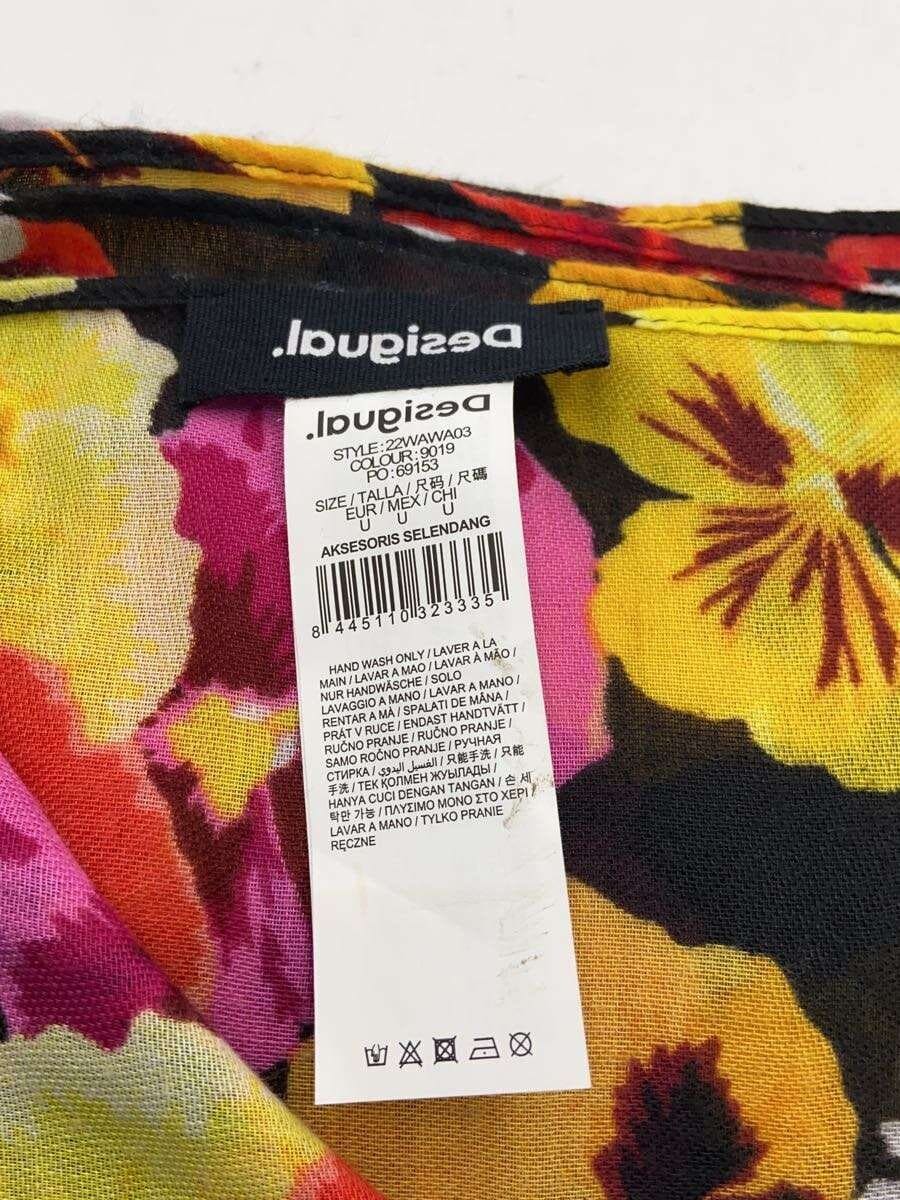 Desigual.
Desigual.
STYLE: 22WAWA03
COLOUR: 9019
PO: 69153
SIZE / TALLA / 尺码 / 尺碼
EUR / MEX / CHI
U U U
AKSESORIS SELENDANG
8 445110 323335
HAND WASH ONLY / LAVER A LA
MAIN / LAVAR A MAO / LAVAR À MÃO /
NUR HANDWÄSCHE / SOLO
LAVAGGIO A MANO / LAVAR A MANO /
RENTAR A MÀ / SPALATI DE MÂNA /
PRÁT V RUCE / ENDAST HANDTVÄTT /
RUČNO PRANJE / RUČNO PRANJE /
SAMO ROČNO PRANJE / РУЧНАЯ
СТИРКА / الغسيل اليدوي / 只能手洗 / 只能
手洗 / ТЕК ҚОЛМЕН ЖУЫЛАДЫ /
HANYA CUCI DENGAN TANGAN / 손 세
탁만 가능 / ΠΛΥΣΙΜΟ ΜΟΝΟ ΣΤΟ ΧΕΡΙ /
LAVAR A MANO / TYLKO PRANIE
RĘCZNE